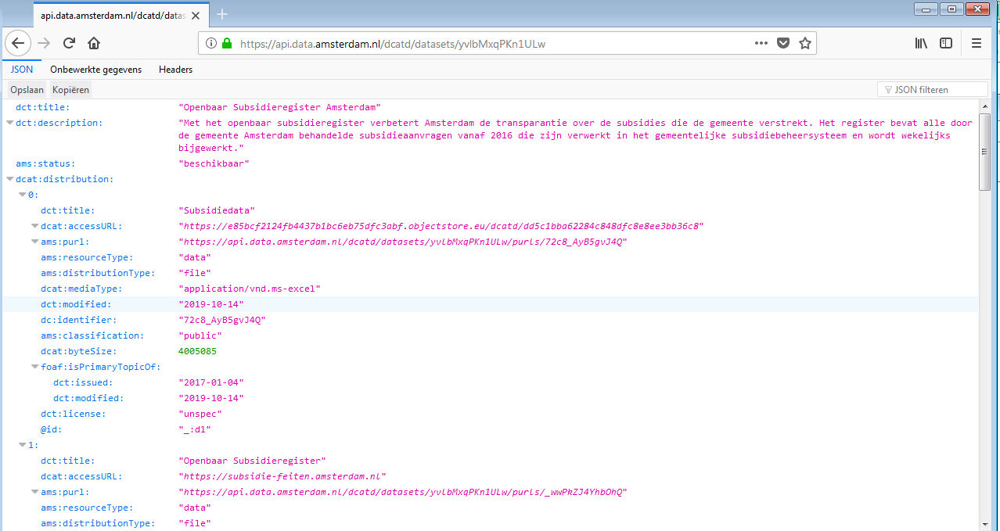 api.data.amsterdam.nl/dcatd/datas
https://api.data.amsterdam.nl/dcatd/datasets/yvlbMxqPKn1ULw
JSON Onbewerkte gegevens Headers
Opslaan Kopiëren JSON filteren
dct:title: "Openbaar Subsidieregister Amsterdam"
dct:description: "Met het openbaar subsidieregister verbetert Amsterdam de transparantie over de subsidies die de gemeente verstrekt. Het register bevat alle door
de gemeente Amsterdam behandelde subsidieaanvragen vanaf 2016 die zijn verwerkt in het gemeentelijke subsidiebeheersysteem en wordt wekelijks
bijgewerkt."
ams:status: "beschikbaar"
dcat:distribution:
0:
dct:title: "Subsidiedata"
dcat:accessURL: "https://e85bcf2124fb4437b1bc6eb75dfc3abf.objectstore.eu/dcatd/dd5c1bba62284c848dfc8e8ee3bb36c8"
ams:purl: "https://api.data.amsterdam.nl/dcatd/datasets/yvlbMxqPKn1ULw/purls/72c8_AyB5gvJ4Q"
ams:resourceType: "data"
ams:distributionType: "file"
dcat:mediaType: "application/vnd.ms-excel"
dct:modified: "2019-10-14"
dc:identifier: "72c8_AyB5gvJ4Q"
ams:classification: "public"
dcat:byteSize: 4005085
foaf:isPrimaryTopicOf:
dct:issued: "2017-01-04"
dct:modified: "2019-10-14"
dct:license: "unspec"
@id: "_:d1"
1:
dct:title: "Openbaar Subsidieregister"
dcat:accessURL: "https://subsidie-feiten.amsterdam.nl"
ams:purl: "https://api.data.amsterdam.nl/dcatd/datasets/yvlbMxqPKn1ULw/purls/_wwPkZJ4YhbOhQ"
ams:resourceType: "data"
ams:distributionType: "file"